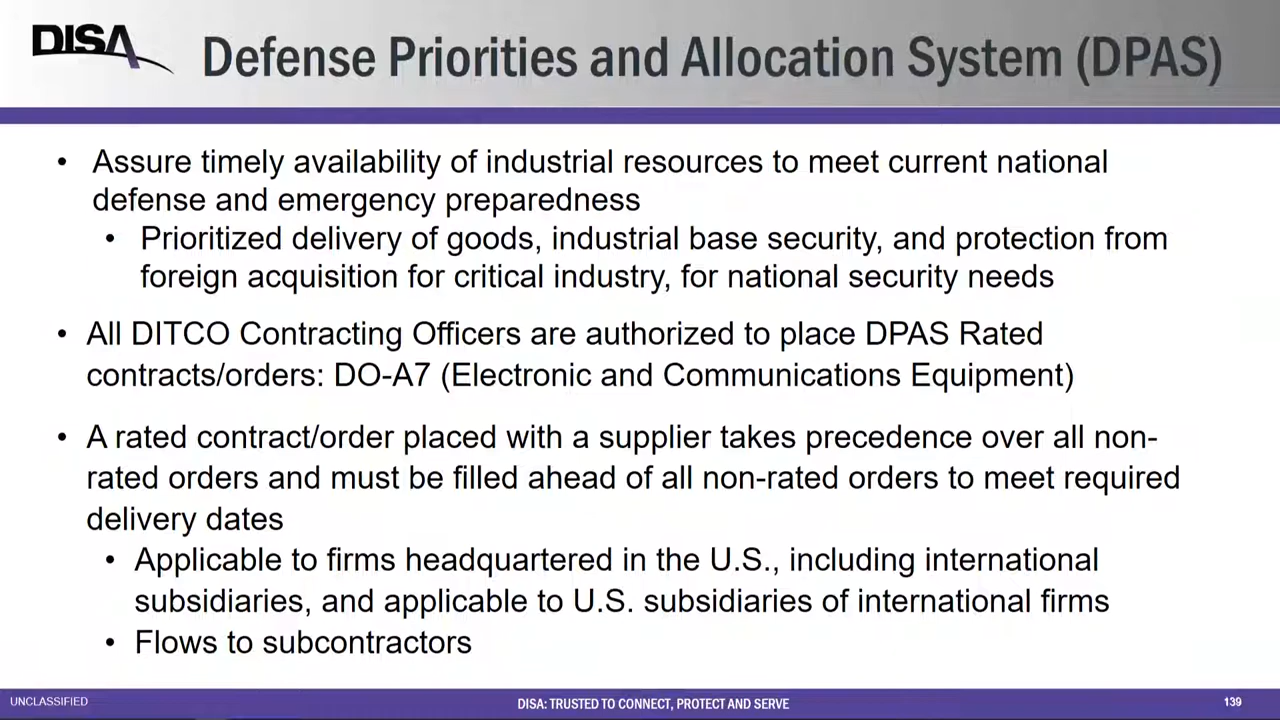 DISA
Defense Priorities and Allocation System (DPAS)
• Assure timely availability of industrial resources to meet current national
defense and emergency preparedness
• Prioritized delivery of goods, industrial base security, and protection from
foreign acquisition for critical industry, for national security needs
• All DITCO Contracting Officers are authorized to place DPAS Rated
contracts/orders: DO-A7 (Electronic and Communications Equipment)
• A rated contract/order placed with a supplier takes precedence over all non-
rated orders and must be filled ahead of all non-rated orders to meet required
delivery dates
• Applicable to firms headquartered in the U.S., including international
subsidiaries, and applicable to U.S. subsidiaries of international firms
• Flows to subcontractors
UNCLASSIFIED
DISA: TRUSTED TO CONNECT, PROTECT AND SERVE
139